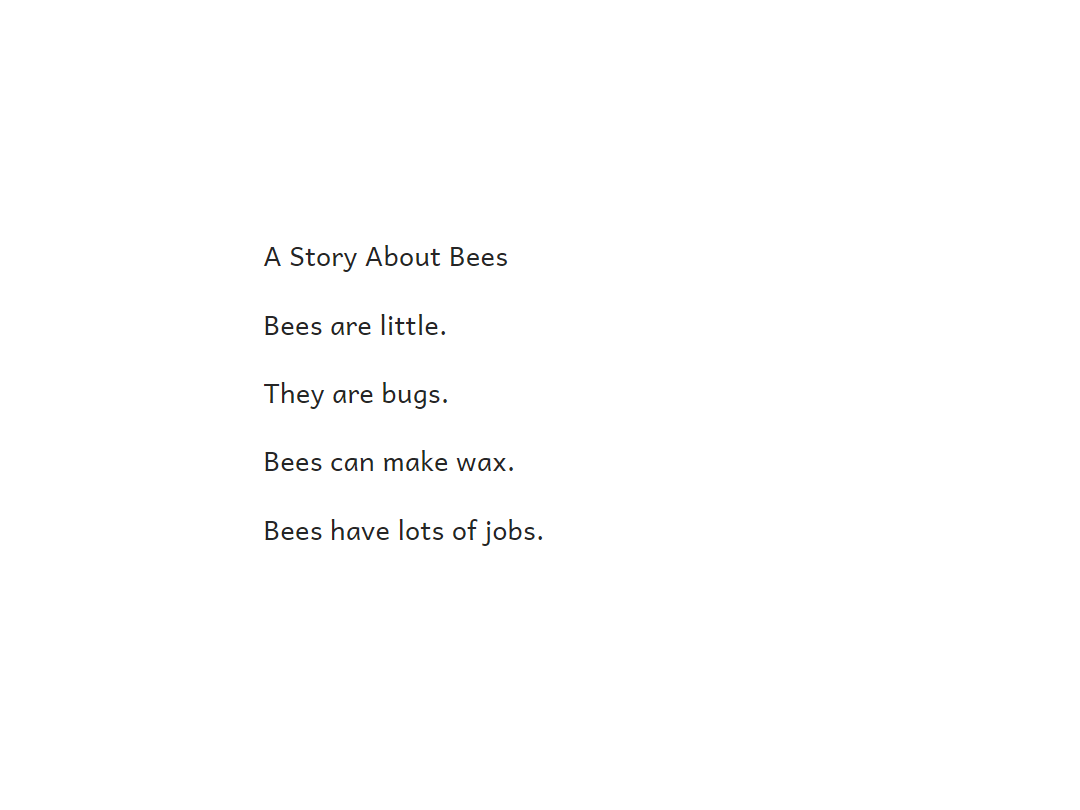 A Story About Bees
Bees are little.
They are bugs.
Bees can make wax.
Bees have lots of jobs.